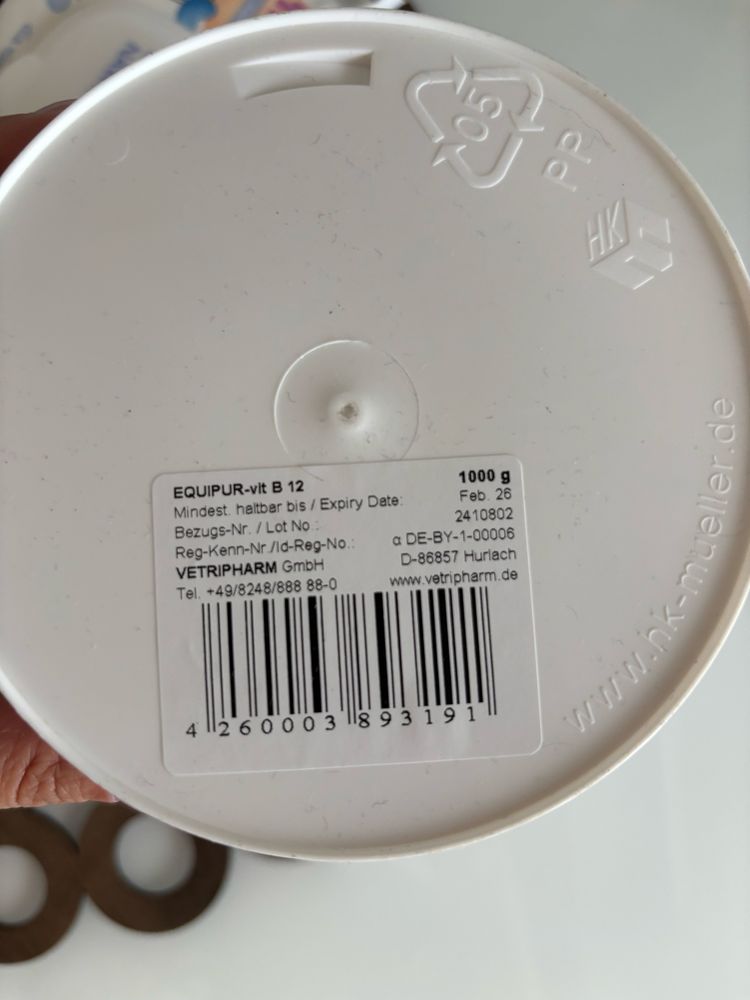 05
PP
HK
EQUIPUR-vit B 12 1000 g
Mindest. haltbar bis / Expiry Date: Feb. 26
Bezugs-Nr. / Lot No : 2410802
Reg-Kenn-Nr./Id-Reg-No.: α DE-BY-1-00006
VETRIPHARM GmbH D-86857 Hurlach
Tel. +49/8248/888 88-0 www.vetripharm.de
4 260003 893191
www.hk-mueller.de